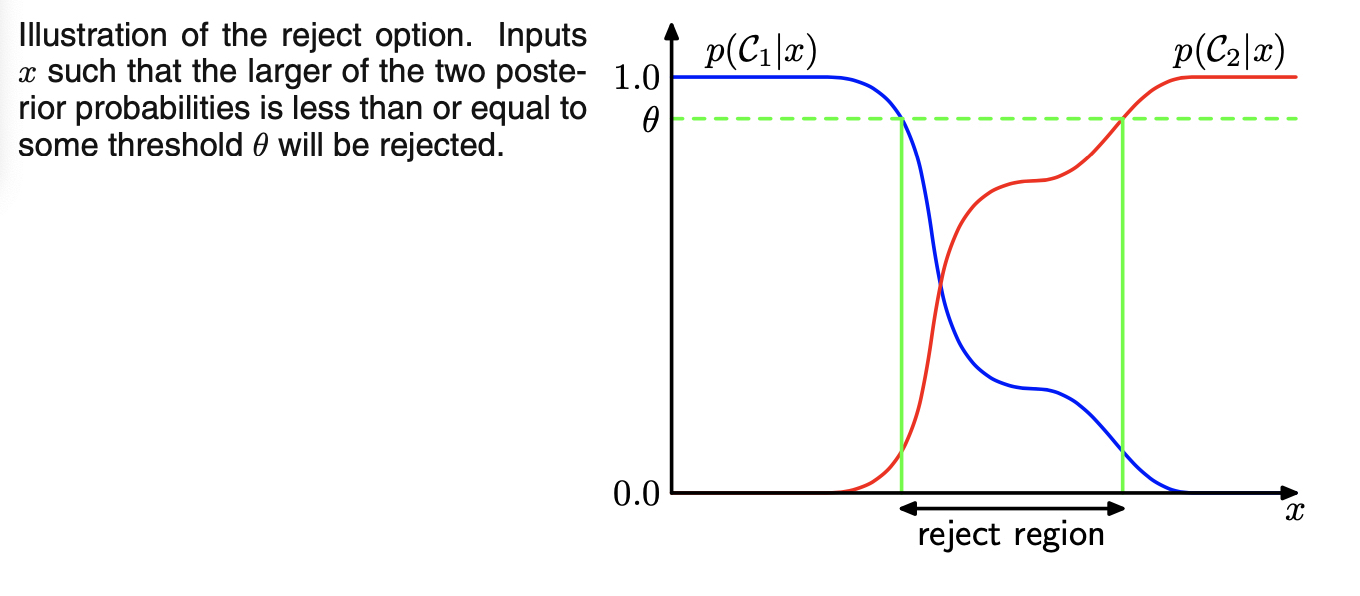 Illustration of the reject option. Inputs
x such that the larger of the two poste-
rior probabilities is less than or equal to
some threshold θ will be rejected.
p(C₁|x)
p(C₂|x)
1.0
θ
0.0
x
reject region